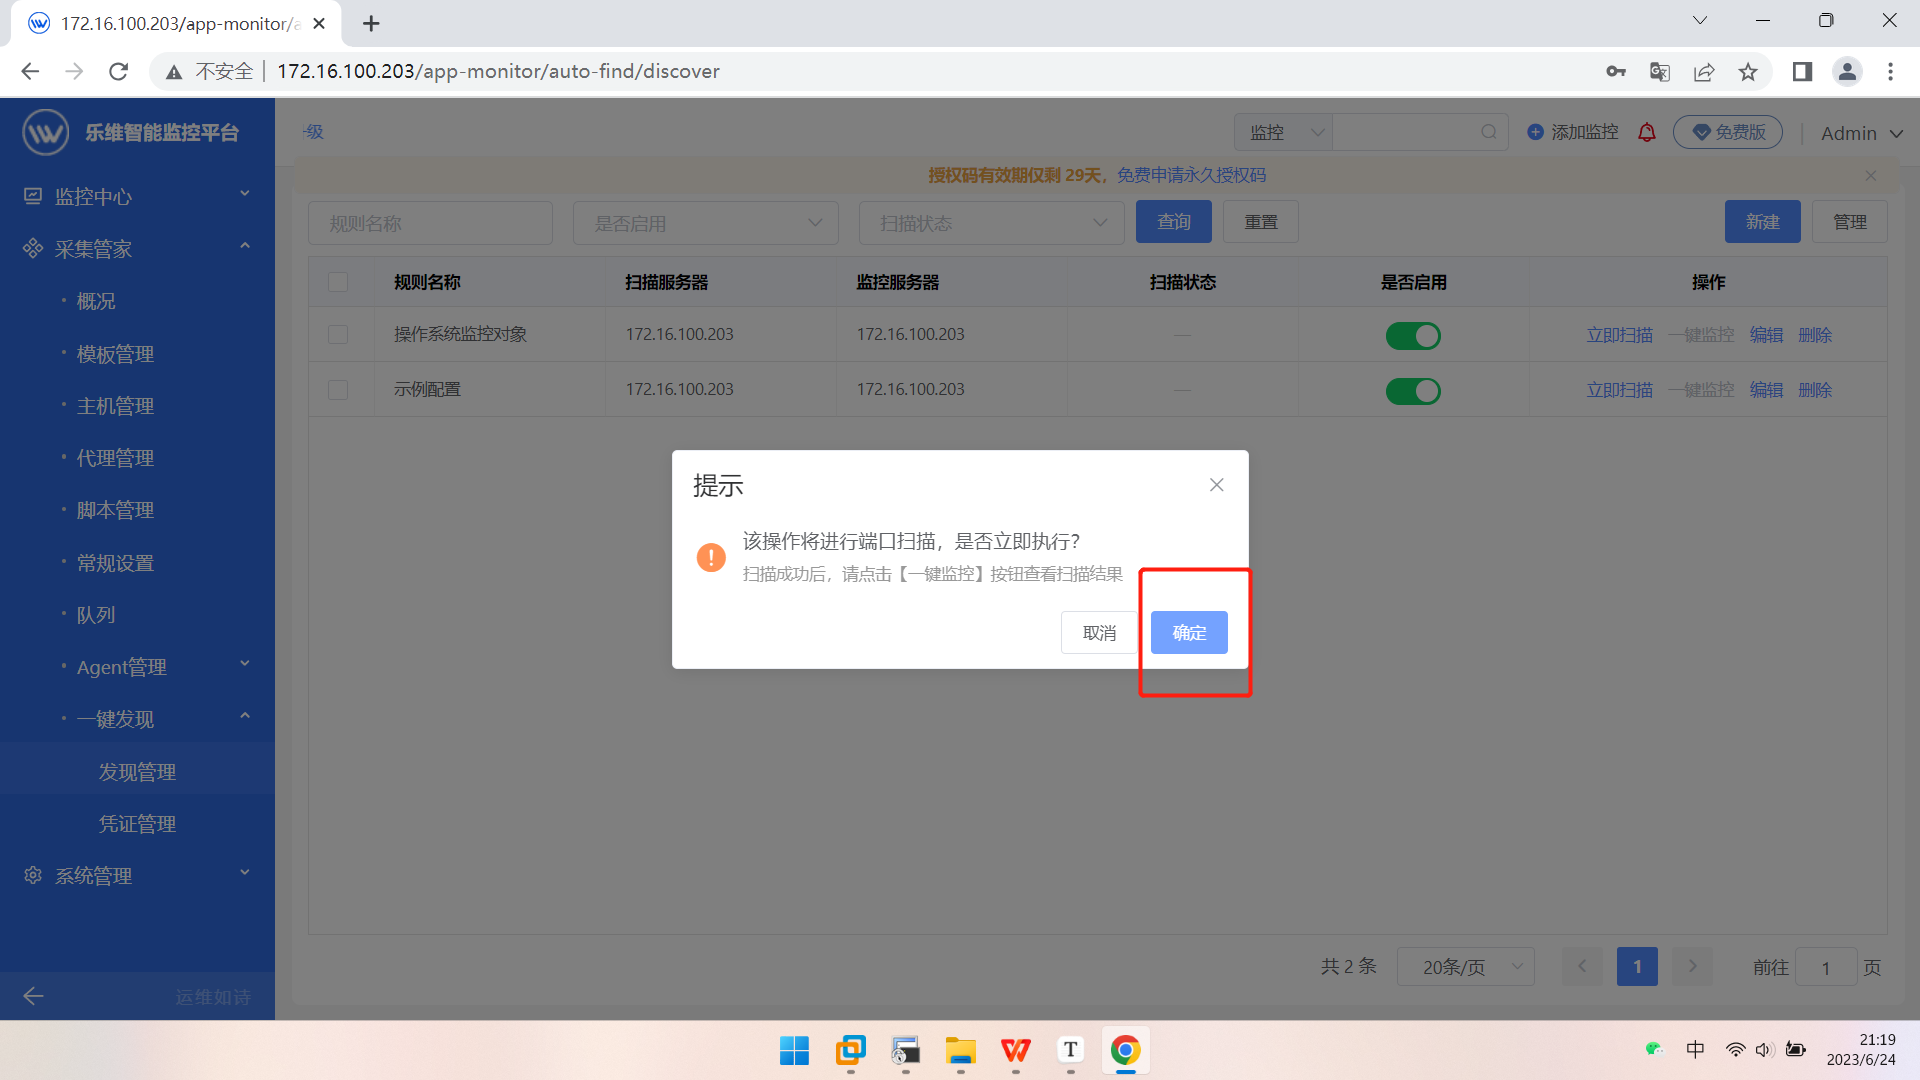 172.16.100.203/app-monitor/a
不安全
172.16.100.203/app-monitor/auto-find/discover
乐维智能监控平台
级
监控
添加监控
免费版
Admin
授权码有效期仅剩 29天，免费申请永久授权码
监控中心
采集管家
概况
模板管理
主机管理
代理管理
脚本管理
常规设置
队列
Agent管理
一键发现
发现管理
凭证管理
系统管理
运维如诗
规则名称
是否启用
扫描状态
查询
重置
新建
管理
规则名称 扫描服务器 监控服务器 扫描状态 是否启用 操作
操作系统监控对象 172.16.100.203 172.16.100.203 — 立即扫描 一键监控 编辑 删除
示例配置 172.16.100.203 172.16.100.203 — 立即扫描 一键监控 编辑 删除
提示
该操作将进行端口扫描，是否立即执行？
扫描成功后，请点击【一键监控】按钮查看扫描结果
取消
确定
共 2 条
20条/页
1
前往 1 页
中
21:19
2023/6/24